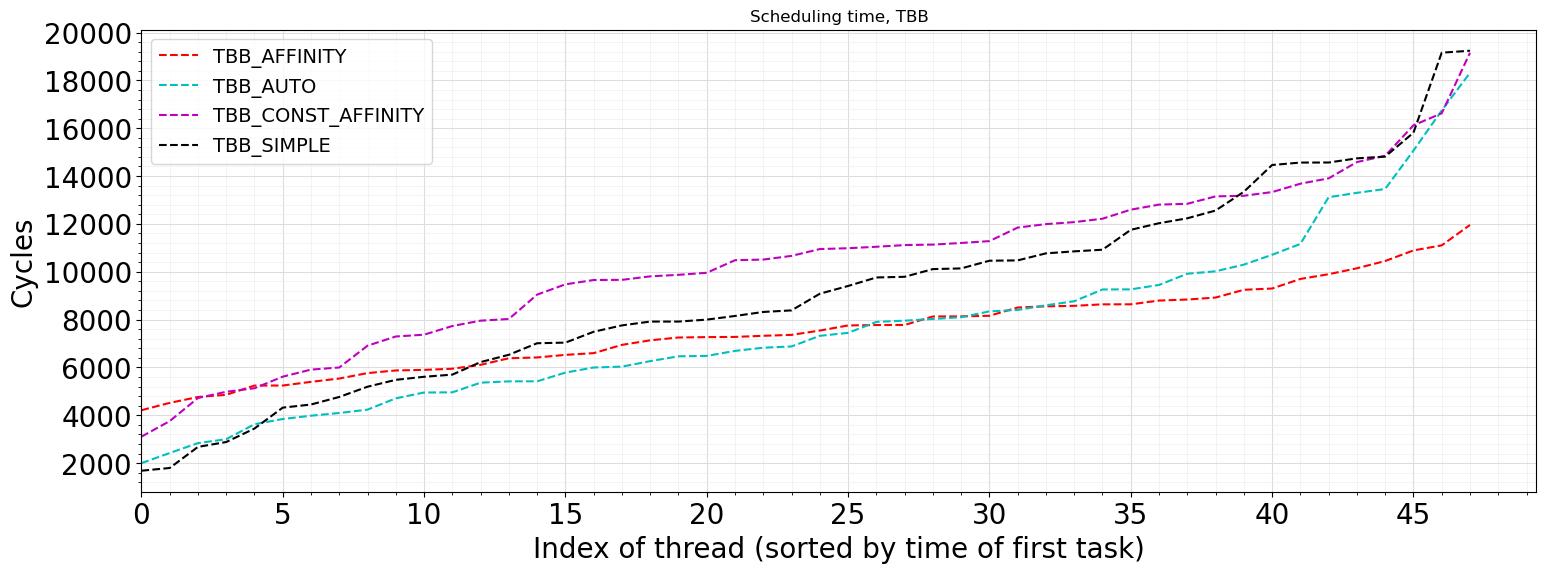 Scheduling time, TBB
20000
18000
16000
14000
12000
10000
8000
6000
4000
2000
Cycles
TBB_AFFINITY
TBB_AUTO
TBB_CONST_AFFINITY
TBB_SIMPLE
0 5 10 15 20 25 30 35 40 45
Index of thread (sorted by time of first task)